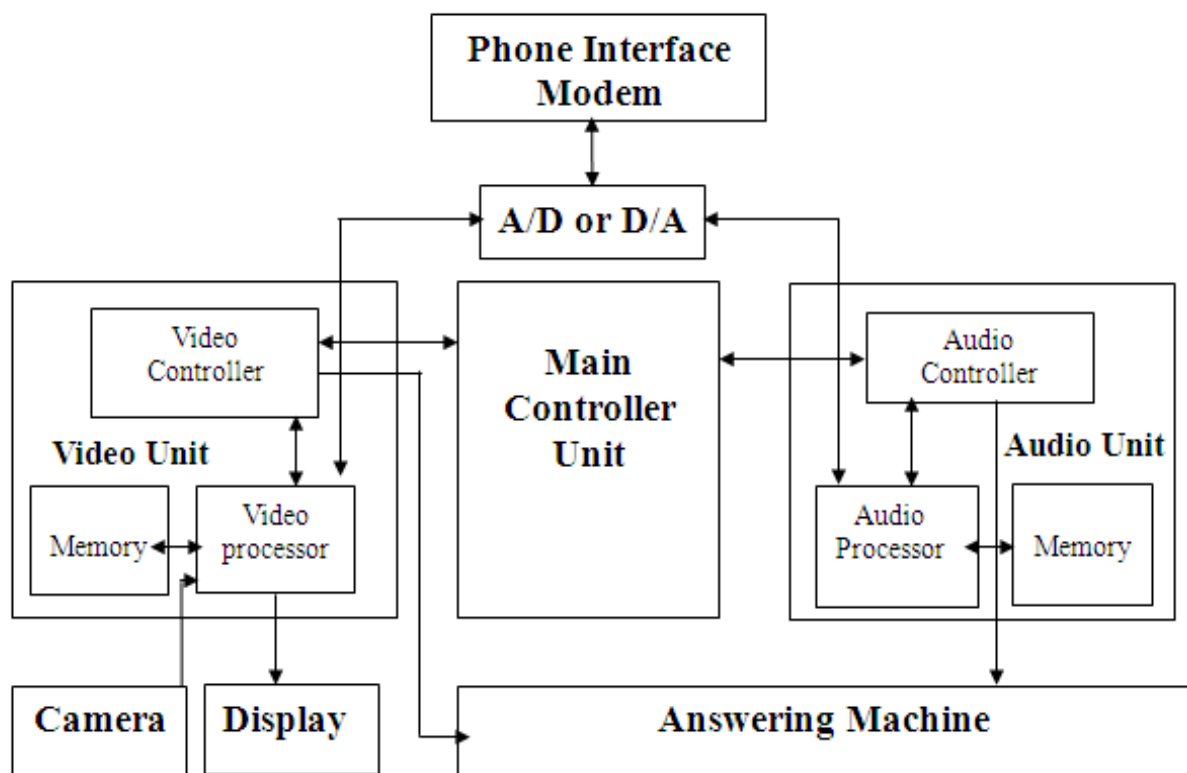 Phone Interface
Modem
A/D or D/A
Video
Controller
Main
Controller
Unit
Audio
Controller
Video Unit
Audio Unit
Memory
Video
processor
Audio
Processor
Memory
Camera
Display
Answering Machine